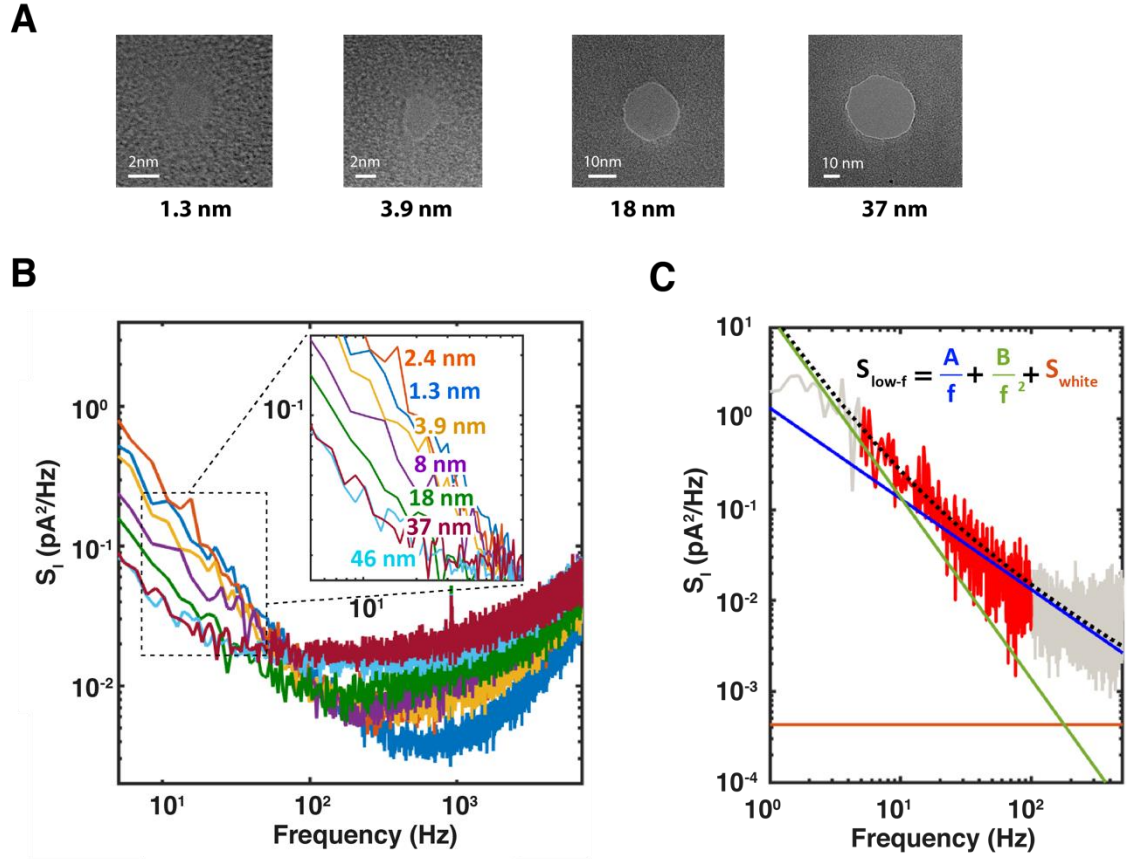 A
2nm
2nm
10nm
10 nm
1.3 nm
3.9 nm
18 nm
37 nm
B
S_I (pA²/Hz)
10⁰
10⁻¹
10⁻²
10¹
10²
10³
Frequency (Hz)
10⁻¹
10¹
2.4 nm
1.3 nm
3.9 nm
8 nm
18 nm
37 nm
46 nm
C
S_I (pA²/Hz)
10¹
10⁰
10⁻¹
10⁻²
10⁻³
10⁻⁴
10⁰
10¹
10²
Frequency (Hz)
S_low-f = A/f + B/f² + S_white